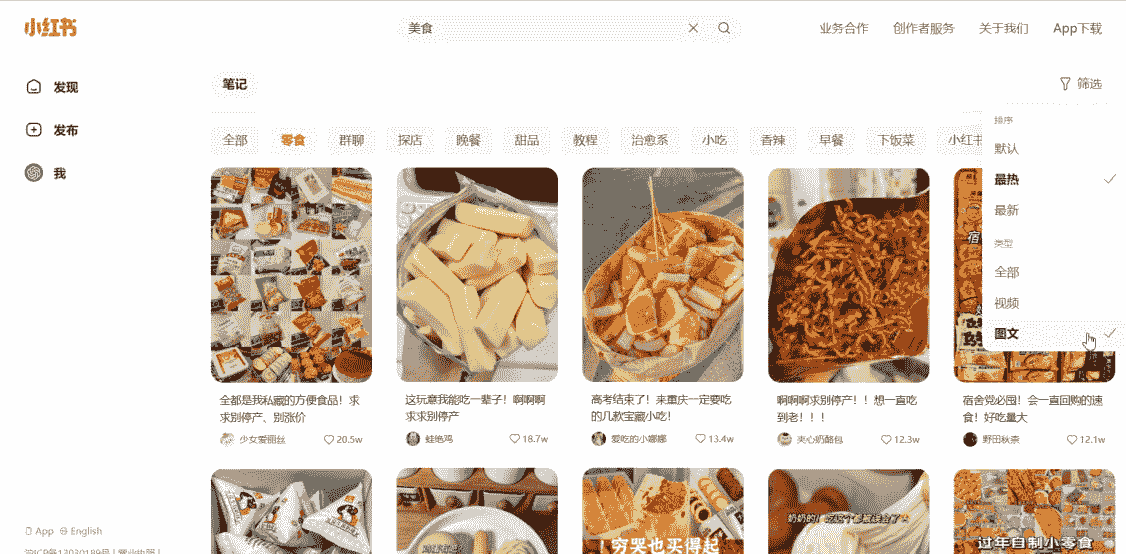 小红书
美食
业务合作
创作者服务
关于我们
App下载
发现
发布
我
笔记
筛选
全部
零食
群聊
探店
晚餐
甜品
教程
治愈系
小吃
香辣
早餐
下饭菜
小红书
排序
默认
最热
最新
类型
全部
视频
图文
全都是我私藏的方便食品！求
求别停产、别涨价
少女爱丽丝
20.5w
这玩意我能吃一辈子！啊啊啊
求求别停产
蛙绝鸡
18.7w
高考结束了！来重庆一定要吃
的几款宝藏小吃！
爱吃的小娜娜
13.4w
啊啊啊求别停产！！想一直吃
到老！！！
夹心奶酪包
12.3w
宿舍党必囤！会一直回购的速
食！好吃量大
野田秋柰
12.1w
穷哭也买得起
过年自制小零食
App
English